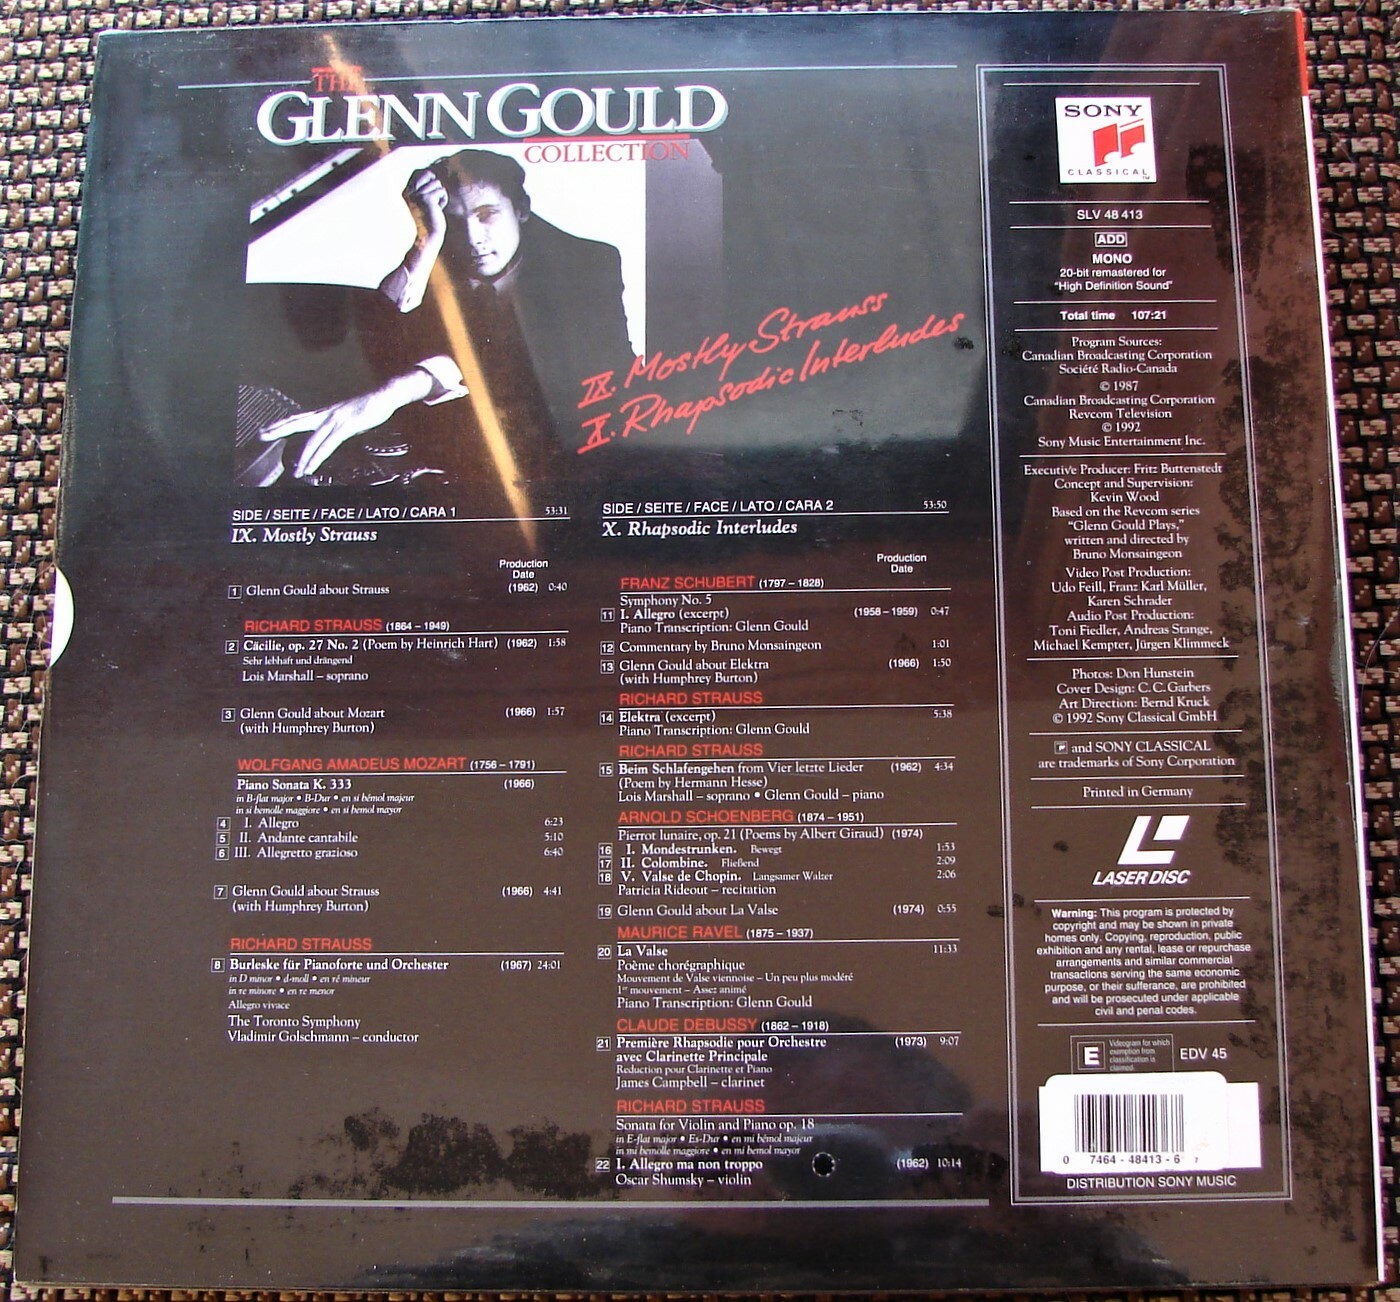 THE
GLENN GOULD
COLLECTION
IX. Mostly Strauss
X. Rhapsodic Interludes
SIDE / SEITE / FACE / LATO / CARA 1 53:31
IX. Mostly Strauss
Production
Date
1 Glenn Gould about Strauss (1962) 0:40
RICHARD STRAUSS (1864 – 1949)
2 Cäcilie, op. 27 No. 2 (Poem by Heinrich Hart) (1962) 1:58
Sehr lebhaft und drängend
Lois Marshall – soprano
3 Glenn Gould about Mozart (1966) 1:57
(with Humphrey Burton)
WOLFGANG AMADEUS MOZART (1756 – 1791)
Piano Sonata K. 333 (1966)
in B-flat major • B-Dur • en si bémol majeur
in si bemolle maggiore • en si bemol mayor
4 I. Allegro 6:23
5 II. Andante cantabile 5:10
6 III. Allegretto grazioso 6:40
7 Glenn Gould about Strauss (1966) 4:41
(with Humphrey Burton)
RICHARD STRAUSS
8 Burleske für Pianoforte und Orchester (1967) 24:01
in D minor • d-moll • en ré mineur
in re minore • en re menor
Allegro vivace
The Toronto Symphony
Vladimir Golschmann – conductor
SIDE / SEITE / FACE / LATO / CARA 2 53:50
X. Rhapsodic Interludes
Production
Date
FRANZ SCHUBERT (1797 – 1828)
Symphony No. 5
11 I. Allegro (excerpt) (1958 – 1959) 0:47
Piano Transcription: Glenn Gould
12 Commentary by Bruno Monsaingeon 1:01
13 Glenn Gould about Elektra (1966) 1:50
(with Humphrey Burton)
RICHARD STRAUSS
14 Elektra (excerpt) 5:38
Piano Transcription: Glenn Gould
RICHARD STRAUSS
15 Beim Schlafengehen from Vier letzte Lieder (1962) 4:34
(Poem by Hermann Hesse)
Lois Marshall – soprano • Glenn Gould – piano
ARNOLD SCHOENBERG (1874 – 1951)
Pierrot lunaire, op. 21 (Poems by Albert Giraud) (1974)
16 I. Mondestrunken. Bewegt 1:53
17 II. Colombine. Fließend 2:09
18 V. Valse de Chopin. Langsamer Walzer 2:06
Patricia Rideout – recitation
19 Glenn Gould about La Valse (1974) 0:55
MAURICE RAVEL (1875 – 1937)
20 La Valse 11:33
Poème chorégraphique
Mouvement de Valse viennoise – Un peu plus modéré
1er mouvement – Assez animé
Piano Transcription: Glenn Gould
CLAUDE DEBUSSY (1862 – 1918)
21 Première Rhapsodie pour Orchestre (1973) 9:07
avec Clarinette Principale
Reduction pour Clarinette et Piano
James Campbell – clarinet
RICHARD STRAUSS
Sonata for Violin and Piano op. 18
in E-flat major • Es-Dur • en mi bémol majeur
in mi bemolle maggiore • en mi bemol mayor
22 I. Allegro ma non troppo (1962) 10:14
Oscar Shumsky – violin
SONY
CLASSICAL TM
SLV 48 413
ADD
MONO
20-bit remastered for
"High Definition Sound"
Total time 107:21
Program Sources:
Canadian Broadcasting Corporation
Société Radio-Canada
© 1987
Canadian Broadcasting Corporation
Revcom Television
© 1992
Sony Music Entertainment Inc.
Executive Producer: Fritz Buttenstedt
Concept and Supervision:
Kevin Wood
Based on the Revcom series
"Glenn Gould Plays,"
written and directed by
Bruno Monsaingeon
Video Post Production:
Udo Feill, Franz Karl Müller,
Karen Schrader
Audio Post Production:
Toni Fiedler, Andreas Stange,
Michael Kempter, Jürgen Klimmeck
Photos: Don Hunstein
Cover Design: C. C. Garbers
Art Direction: Bernd Kruck
© 1992 Sony Classical GmbH
and SONY CLASSICAL
are trademarks of Sony Corporation
Printed in Germany
LASER DISC
Warning: This program is protected by
copyright and may be shown in private
homes only. Copying, reproduction, public
exhibition and any rental, lease or repurchase
arrangements and similar commercial
transactions serving the same economic
purpose, or their sufferance, are prohibited
and will be prosecuted under applicable
civil and penal codes.
E Videogram for which
exemption from
classification is
claimed. EDV 45
0 7464 - 48413 - 6
DISTRIBUTION SONY MUSIC